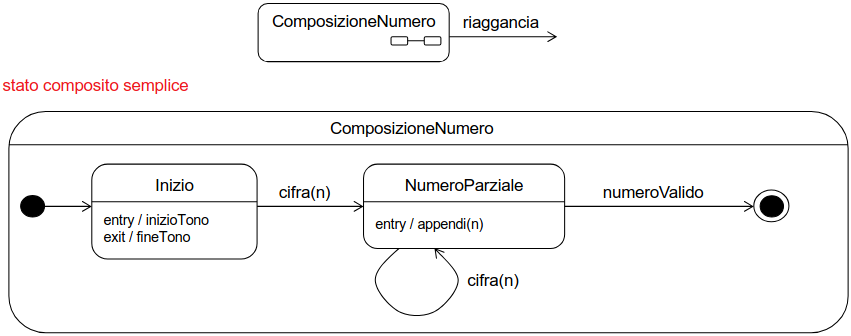 ComposizioneNumero
riaggancia
stato composito semplice
ComposizioneNumero
Inizio
entry / inizioTono
exit / fineTono
cifra(n)
NumeroParziale
entry / appendi(n)
numeroValido
cifra(n)